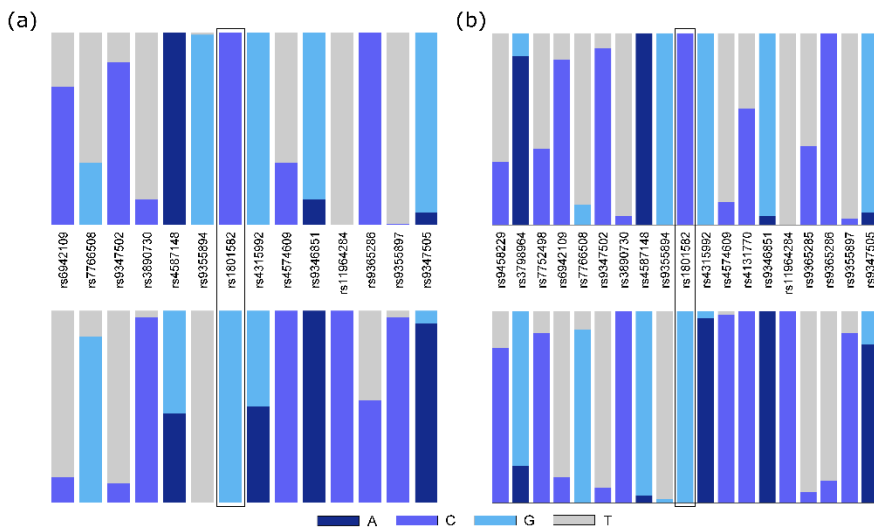 (a)
rs6942109
rs7766508
rs9347502
rs3890730
rs4587148
rs9355894
rs1801582
rs4315992
rs4574609
rs9346851
rs11964284
rs9365286
rs9355897
rs9347505
(b)
rs9458229
rs3798964
rs7752498
rs6942109
rs7766508
rs9347502
rs3890730
rs4587148
rs9355894
rs1801582
rs4315992
rs4574609
rs4131770
rs9346851
rs11964284
rs9365285
rs9365286
rs9355897
rs9347505
A C G T